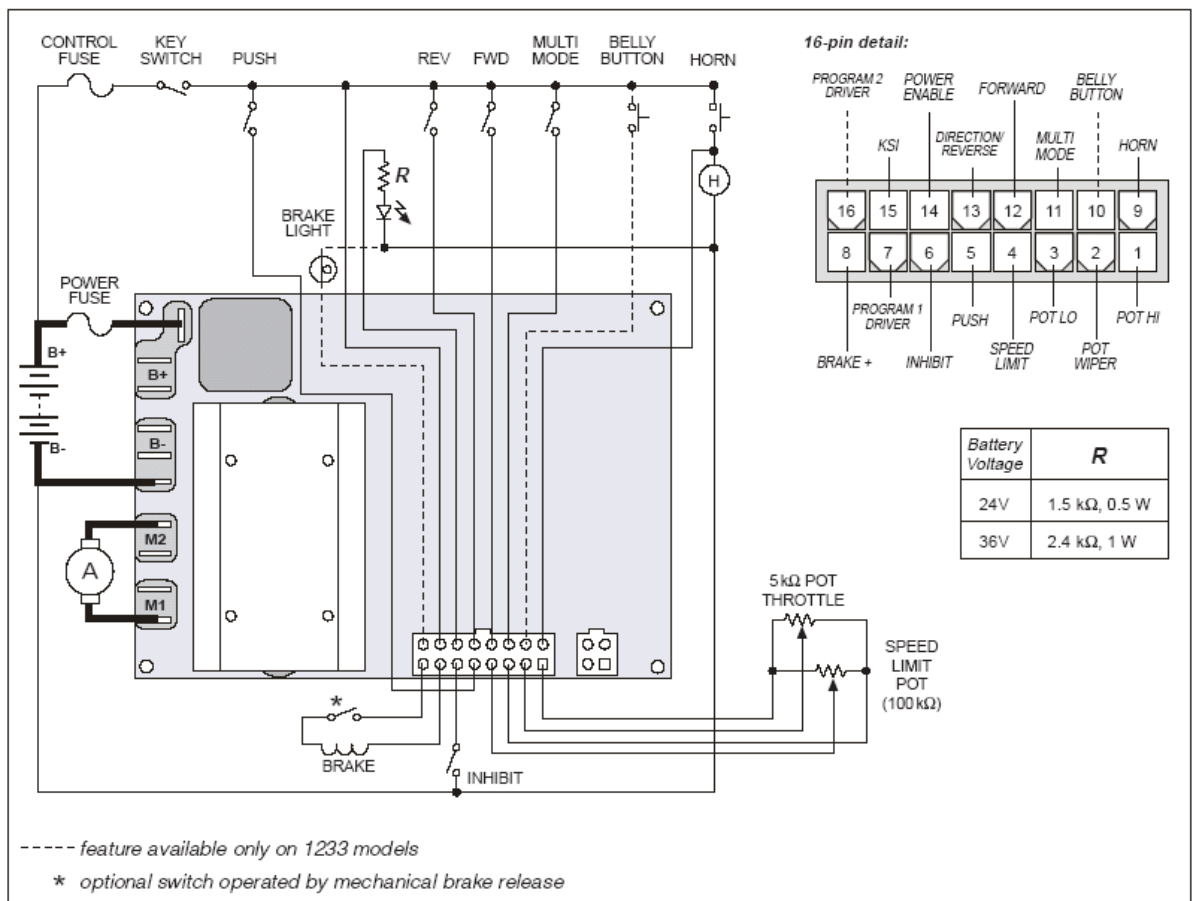 CONTROL
FUSE
KEY
SWITCH
PUSH
REV
FWD
MULTI
MODE
BELLY
BUTTON
HORN
R
H
BRAKE
LIGHT
POWER
FUSE
B+
B-
B+
B-
M2
M1
A
*
BRAKE
INHIBIT
5kΩ POT
THROTTLE
SPEED
LIMIT
POT
(100kΩ)
16-pin detail:
PROGRAM 2
DRIVER
KSI
POWER
ENABLE
DIRECTION/
REVERSE
FORWARD
MULTI
MODE
BELLY
BUTTON
HORN
16 15 14 13 12 11 10 9
8 7 6 5 4 3 2 1
BRAKE +
PROGRAM 1
DRIVER
INHIBIT
PUSH
SPEED
LIMIT
POT LO
POT
WIPER
POT HI
Battery
Voltage
R
24V 1.5 kΩ, 0.5 W
36V 2.4 kΩ, 1 W
----- feature available only on 1233 models
* optional switch operated by mechanical brake release